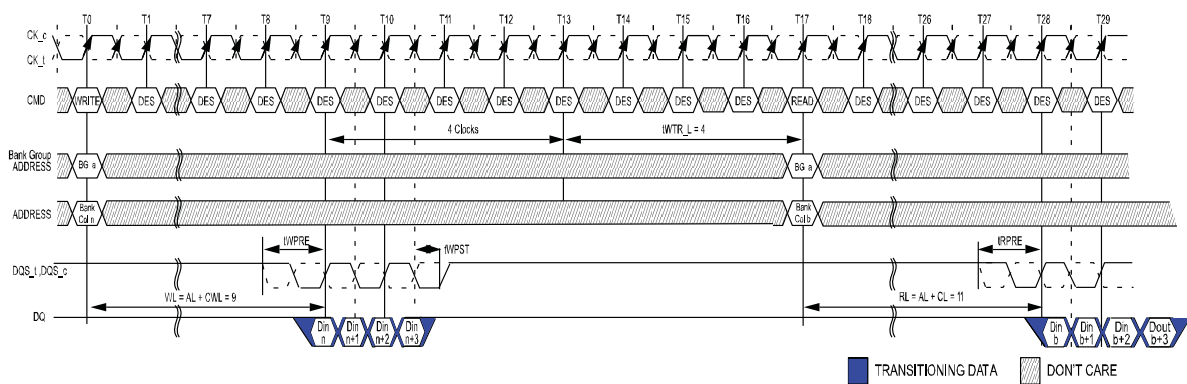 T0 T1 T7 T8 T9 T10 T11 T12 T13 T14 T15 T16 T17 T18 T26 T27 T28 T29
CK_c
CK_t
CMD WRITE DES DES DES DES DES DES DES DES DES DES DES READ DES DES DES DES DES
4 Clocks tWTR_L = 4
Bank Group
ADDRESS BG a BG a
ADDRESS Bank Col n Bank Col b
tWPRE tWPST tRPRE
DQS_t ,DQS_c
WL = AL + CWL = 9 RL = AL + CL = 11
DQ Din n Din n+1 Din n+2 Din n+3 Din b Din b+1 Din b+2 Dout b+3
TRANSITIONING DATA DON'T CARE